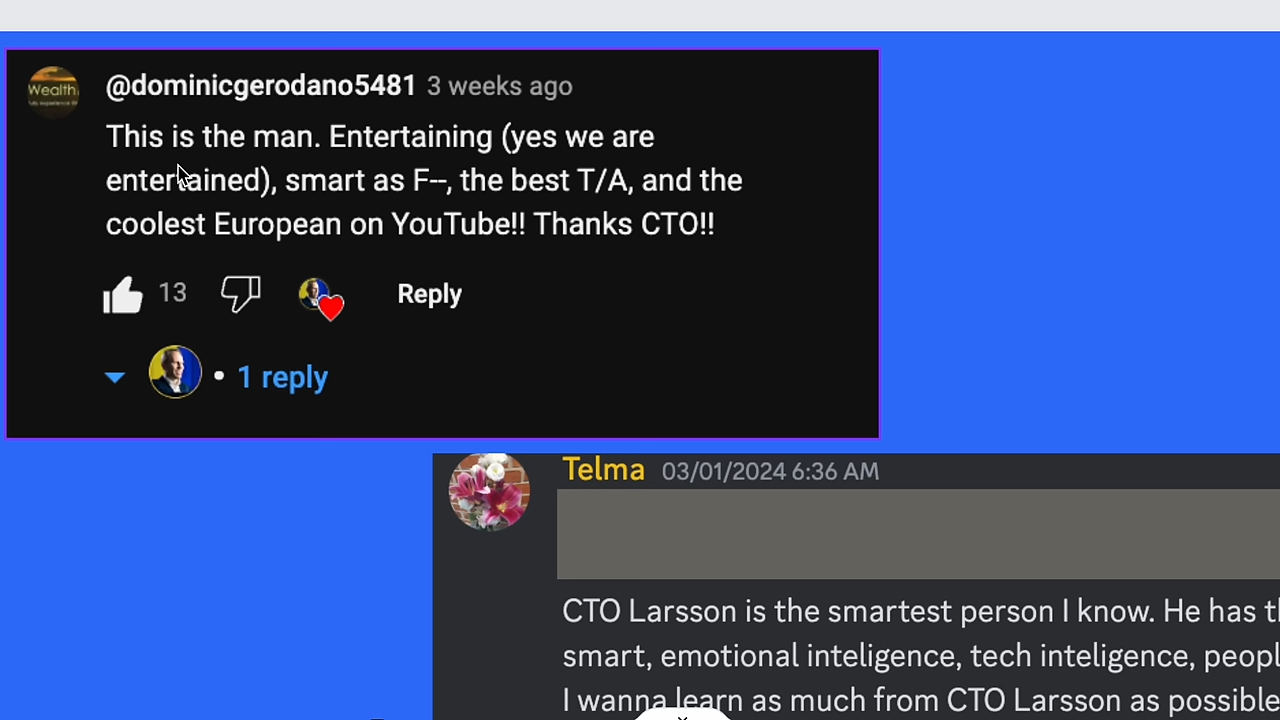 Wealth
@dominicgerodano5481 3 weeks ago
This is the man. Entertaining (yes we are
entertained), smart as F--, the best T/A, and the
coolest European on YouTube!! Thanks CTO!!
13
Reply
• 1 reply
Telma 03/01/2024 6:36 AM
CTO Larsson is the smartest person I know. He has th
smart, emotional inteligence, tech inteligence, peopl
I wanna learn as much from CTO Larsson as possible